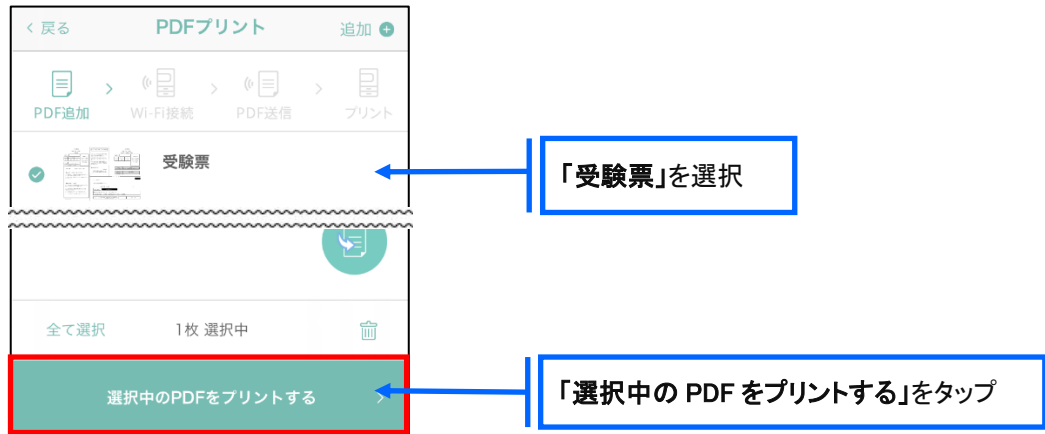 < 戻る PDFプリント 追加
PDF追加 > Wi-Fi接続 > PDF送信 > プリント
受験票
「受験票」を選択
全て選択 1枚 選択中
選択中のPDFをプリントする >
「選択中の PDF をプリントする」をタップ